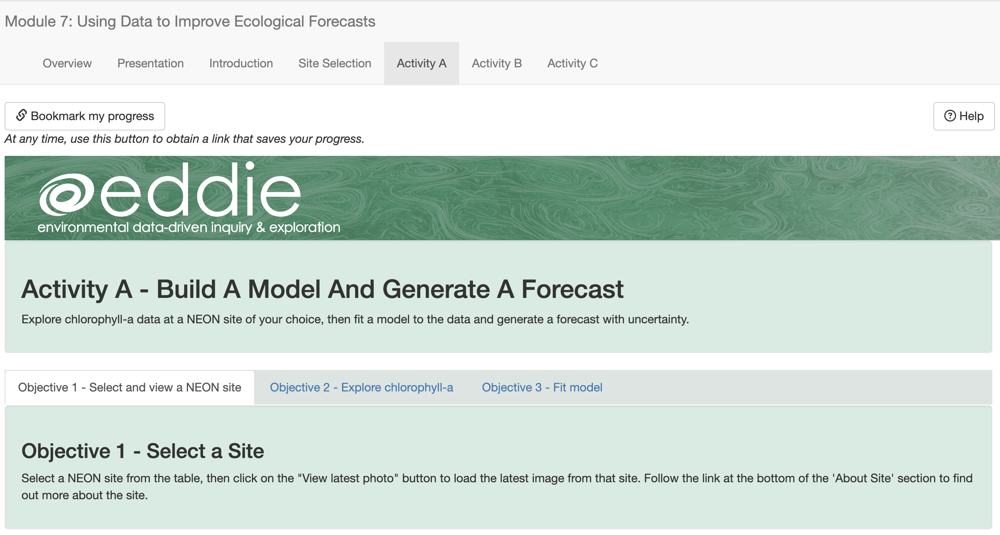 Module 7: Using Data to Improve Ecological Forecasts
Overview Presentation Introduction Site Selection Activity A Activity B Activity C
Bookmark my progress Help
At any time, use this button to obtain a link that saves your progress.
eddie
environmental data-driven inquiry & exploration
Activity A - Build A Model And Generate A Forecast
Explore chlorophyll-a data at a NEON site of your choice, then fit a model to the data and generate a forecast with uncertainty.
Objective 1 - Select and view a NEON site Objective 2 - Explore chlorophyll-a Objective 3 - Fit model
Objective 1 - Select a Site
Select a NEON site from the table, then click on the "View latest photo" button to load the latest image from that site. Follow the link at the bottom of the 'About Site' section to find
out more about the site.